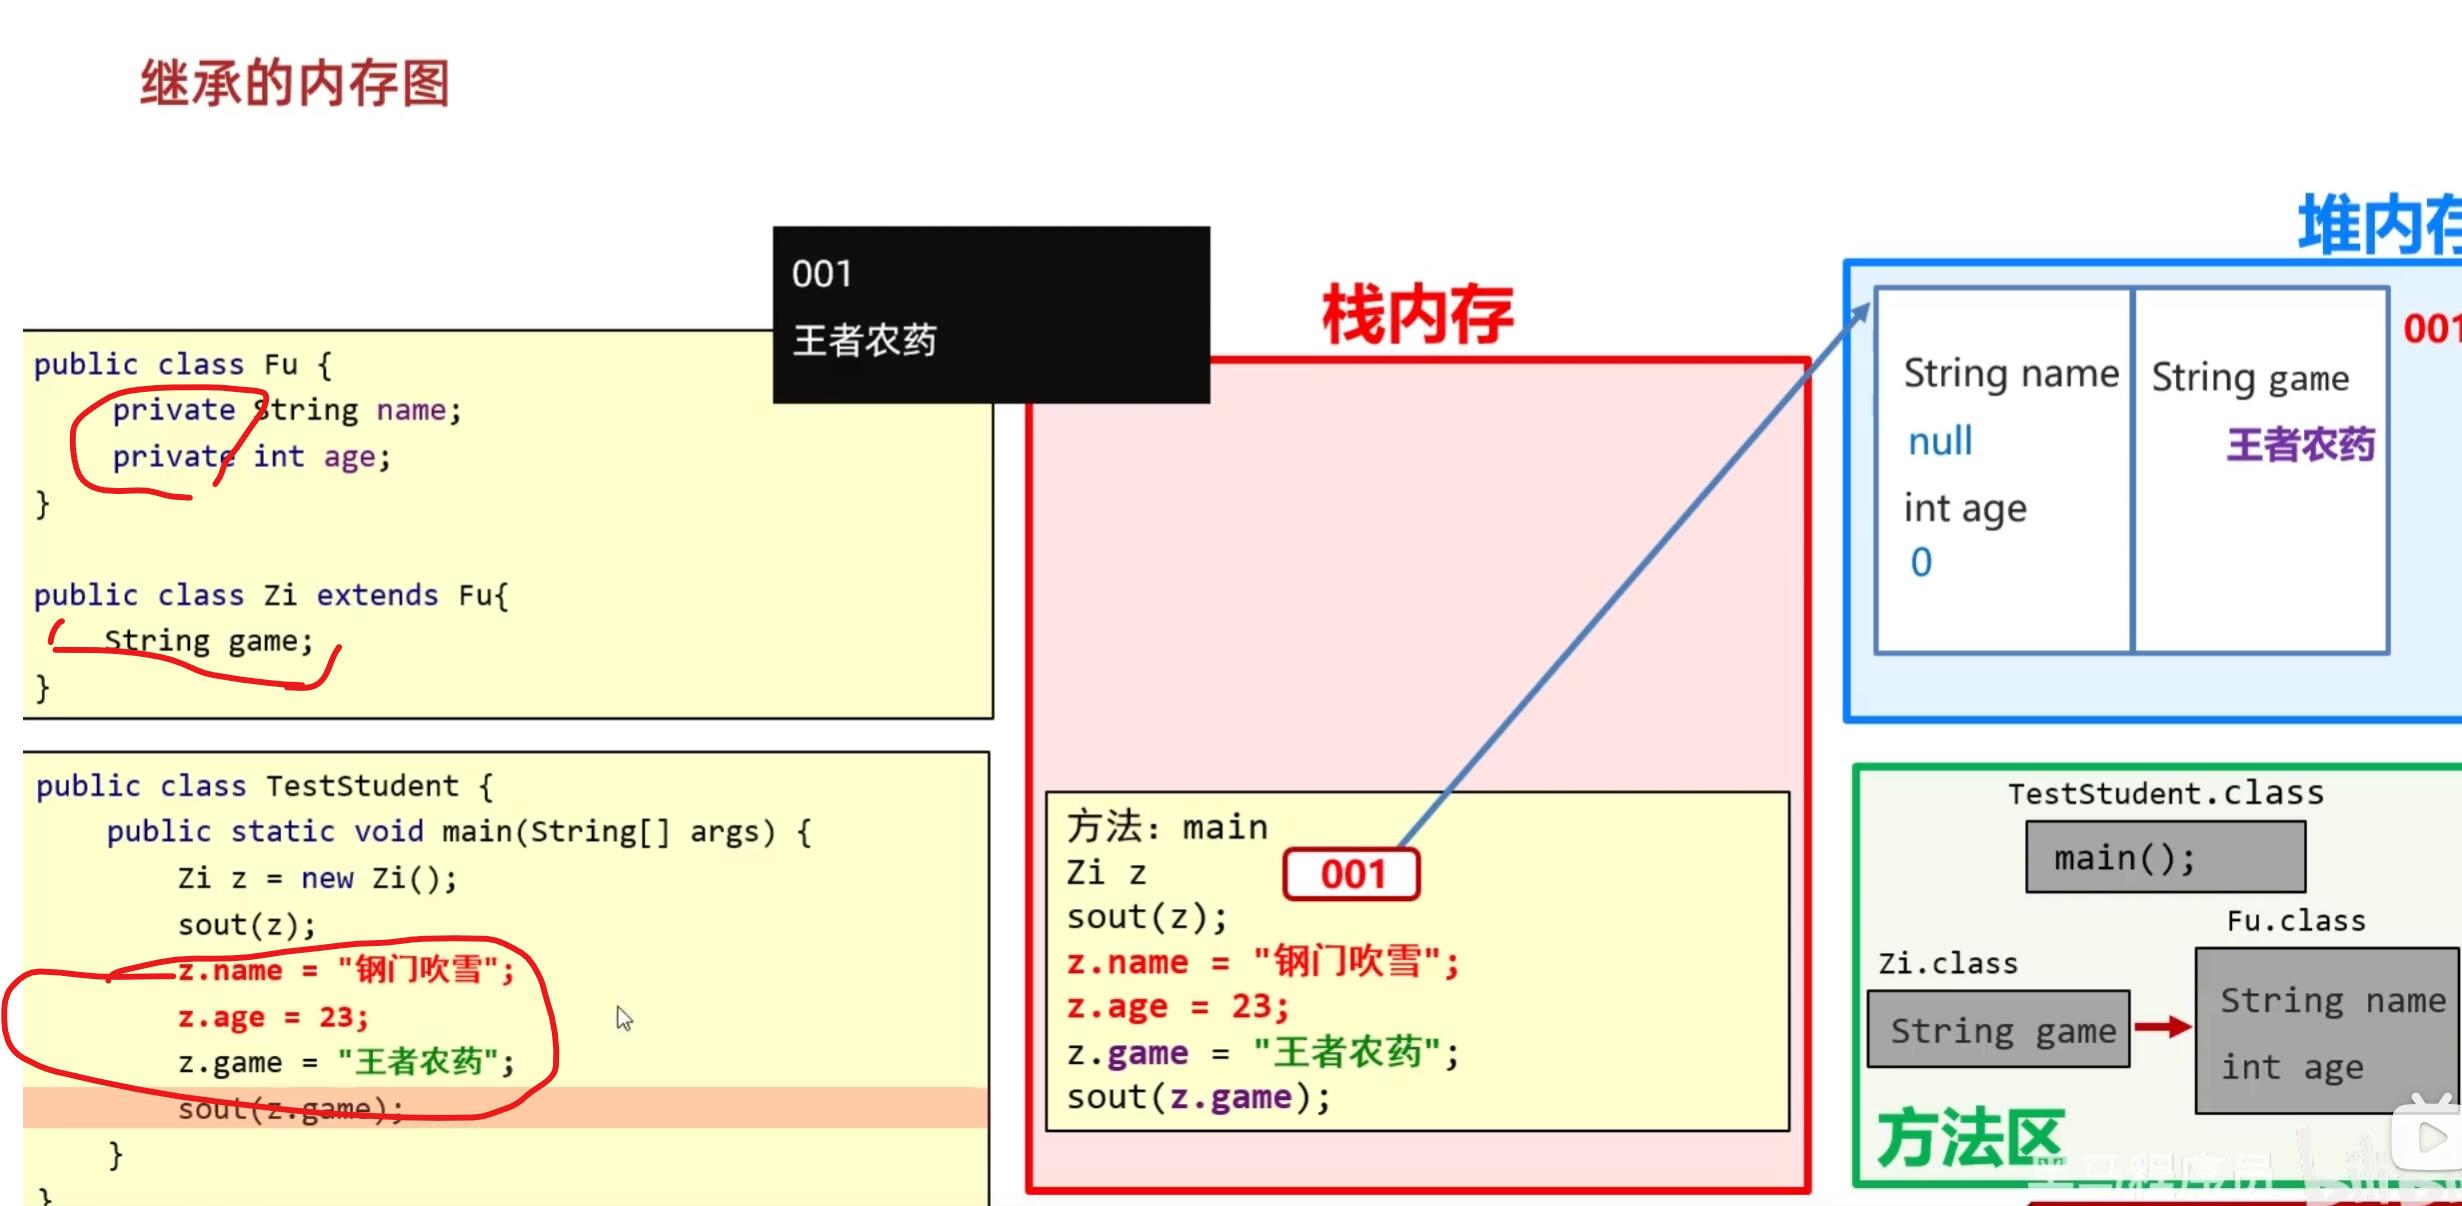 继承的内存图
001
王者农药
public class Fu {
private String name;
private int age;
}
public class Zi extends Fu{
String game;
}
public class TestStudent {
public static void main(String[] args) {
Zi z = new Zi();
sout(z);
z.name = "钢门吹雪";
z.age = 23;
z.game = "王者农药";
sout(z.game);
}
}
栈内存
方法: main
Zi z
001
sout(z);
z.name = "钢门吹雪";
z.age = 23;
z.game = "王者农药";
sout(z.game);
堆内存
001
String name
null
int age
0
String game
王者农药
TestStudent.class
main();
Fu.class
String name
int age
Zi.class
String game
方法区
黑马程序员